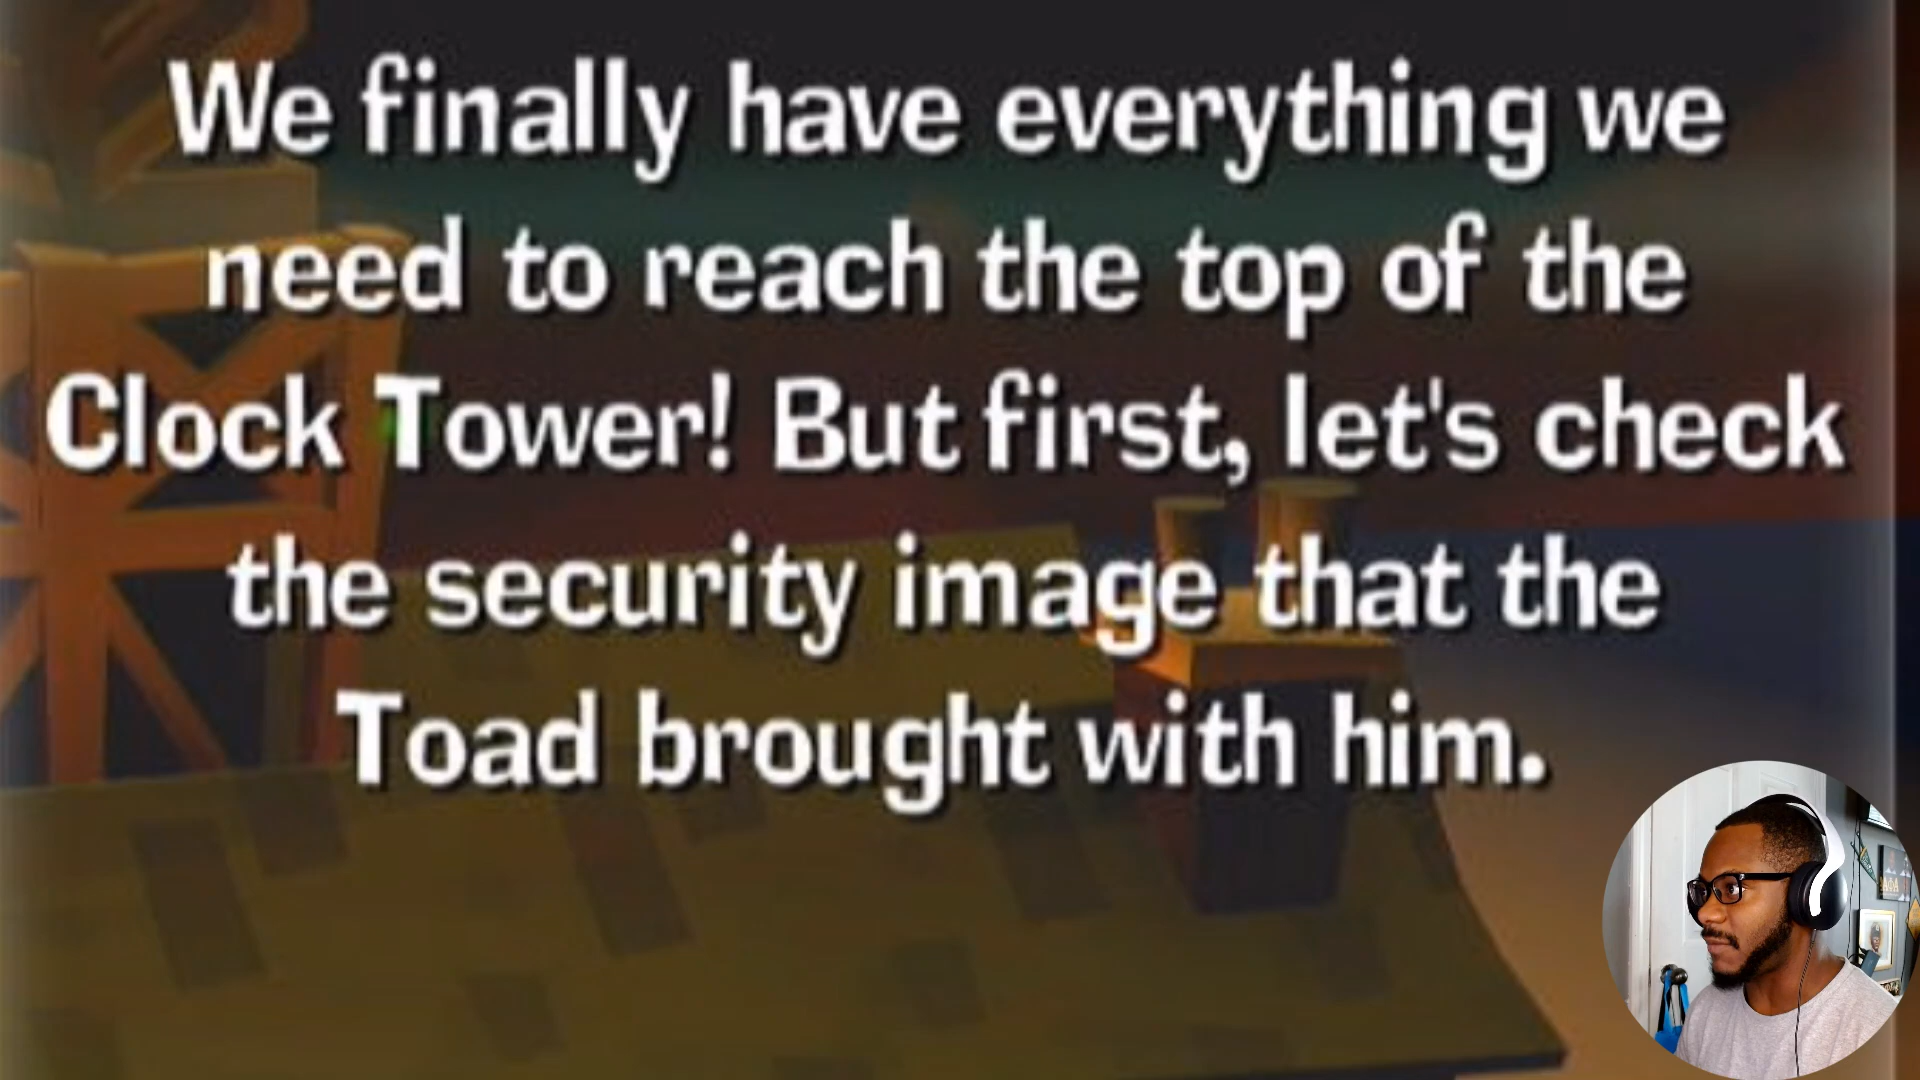 We finally have everything we
need to reach the top of the
Clock Tower! But first, let's check
the security image that the
Toad brought with him.